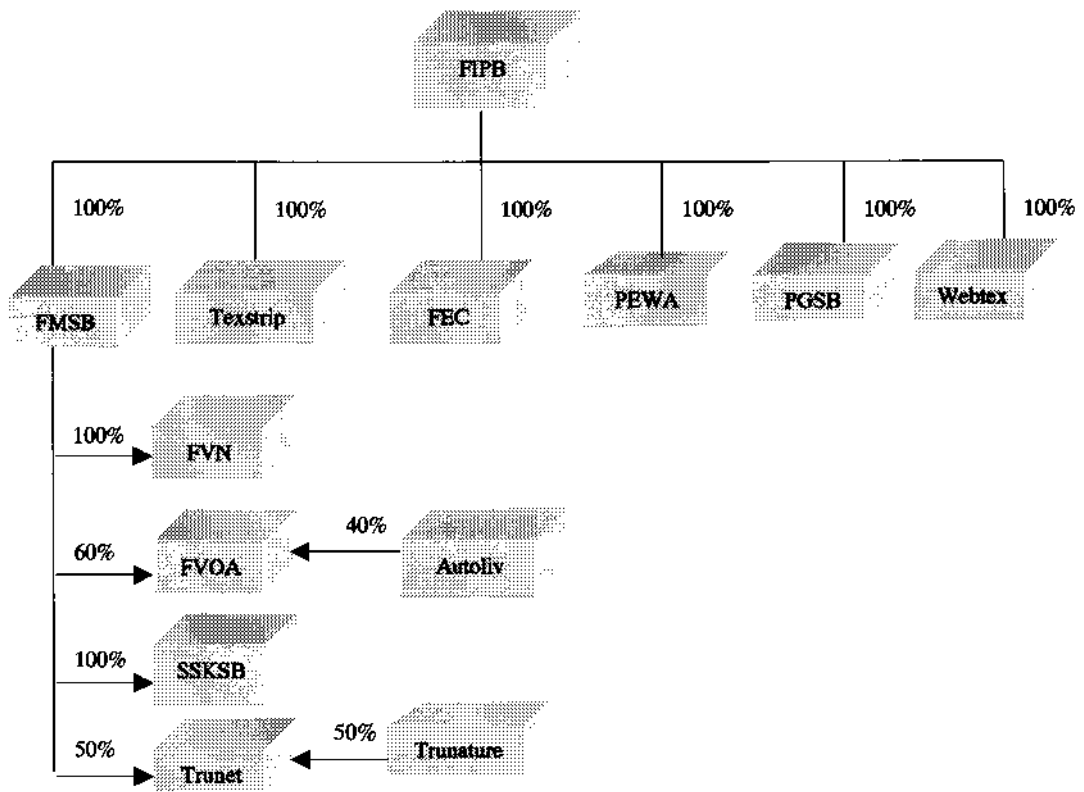 FIPB
100% 100% 100% 100% 100% 100%
FMSB Texstrip FEC PEWA PGSB Webtex
100% FVN
60% FVOA 40% Autoliv
100% SSKSB
50% Trunet 50% Trunature